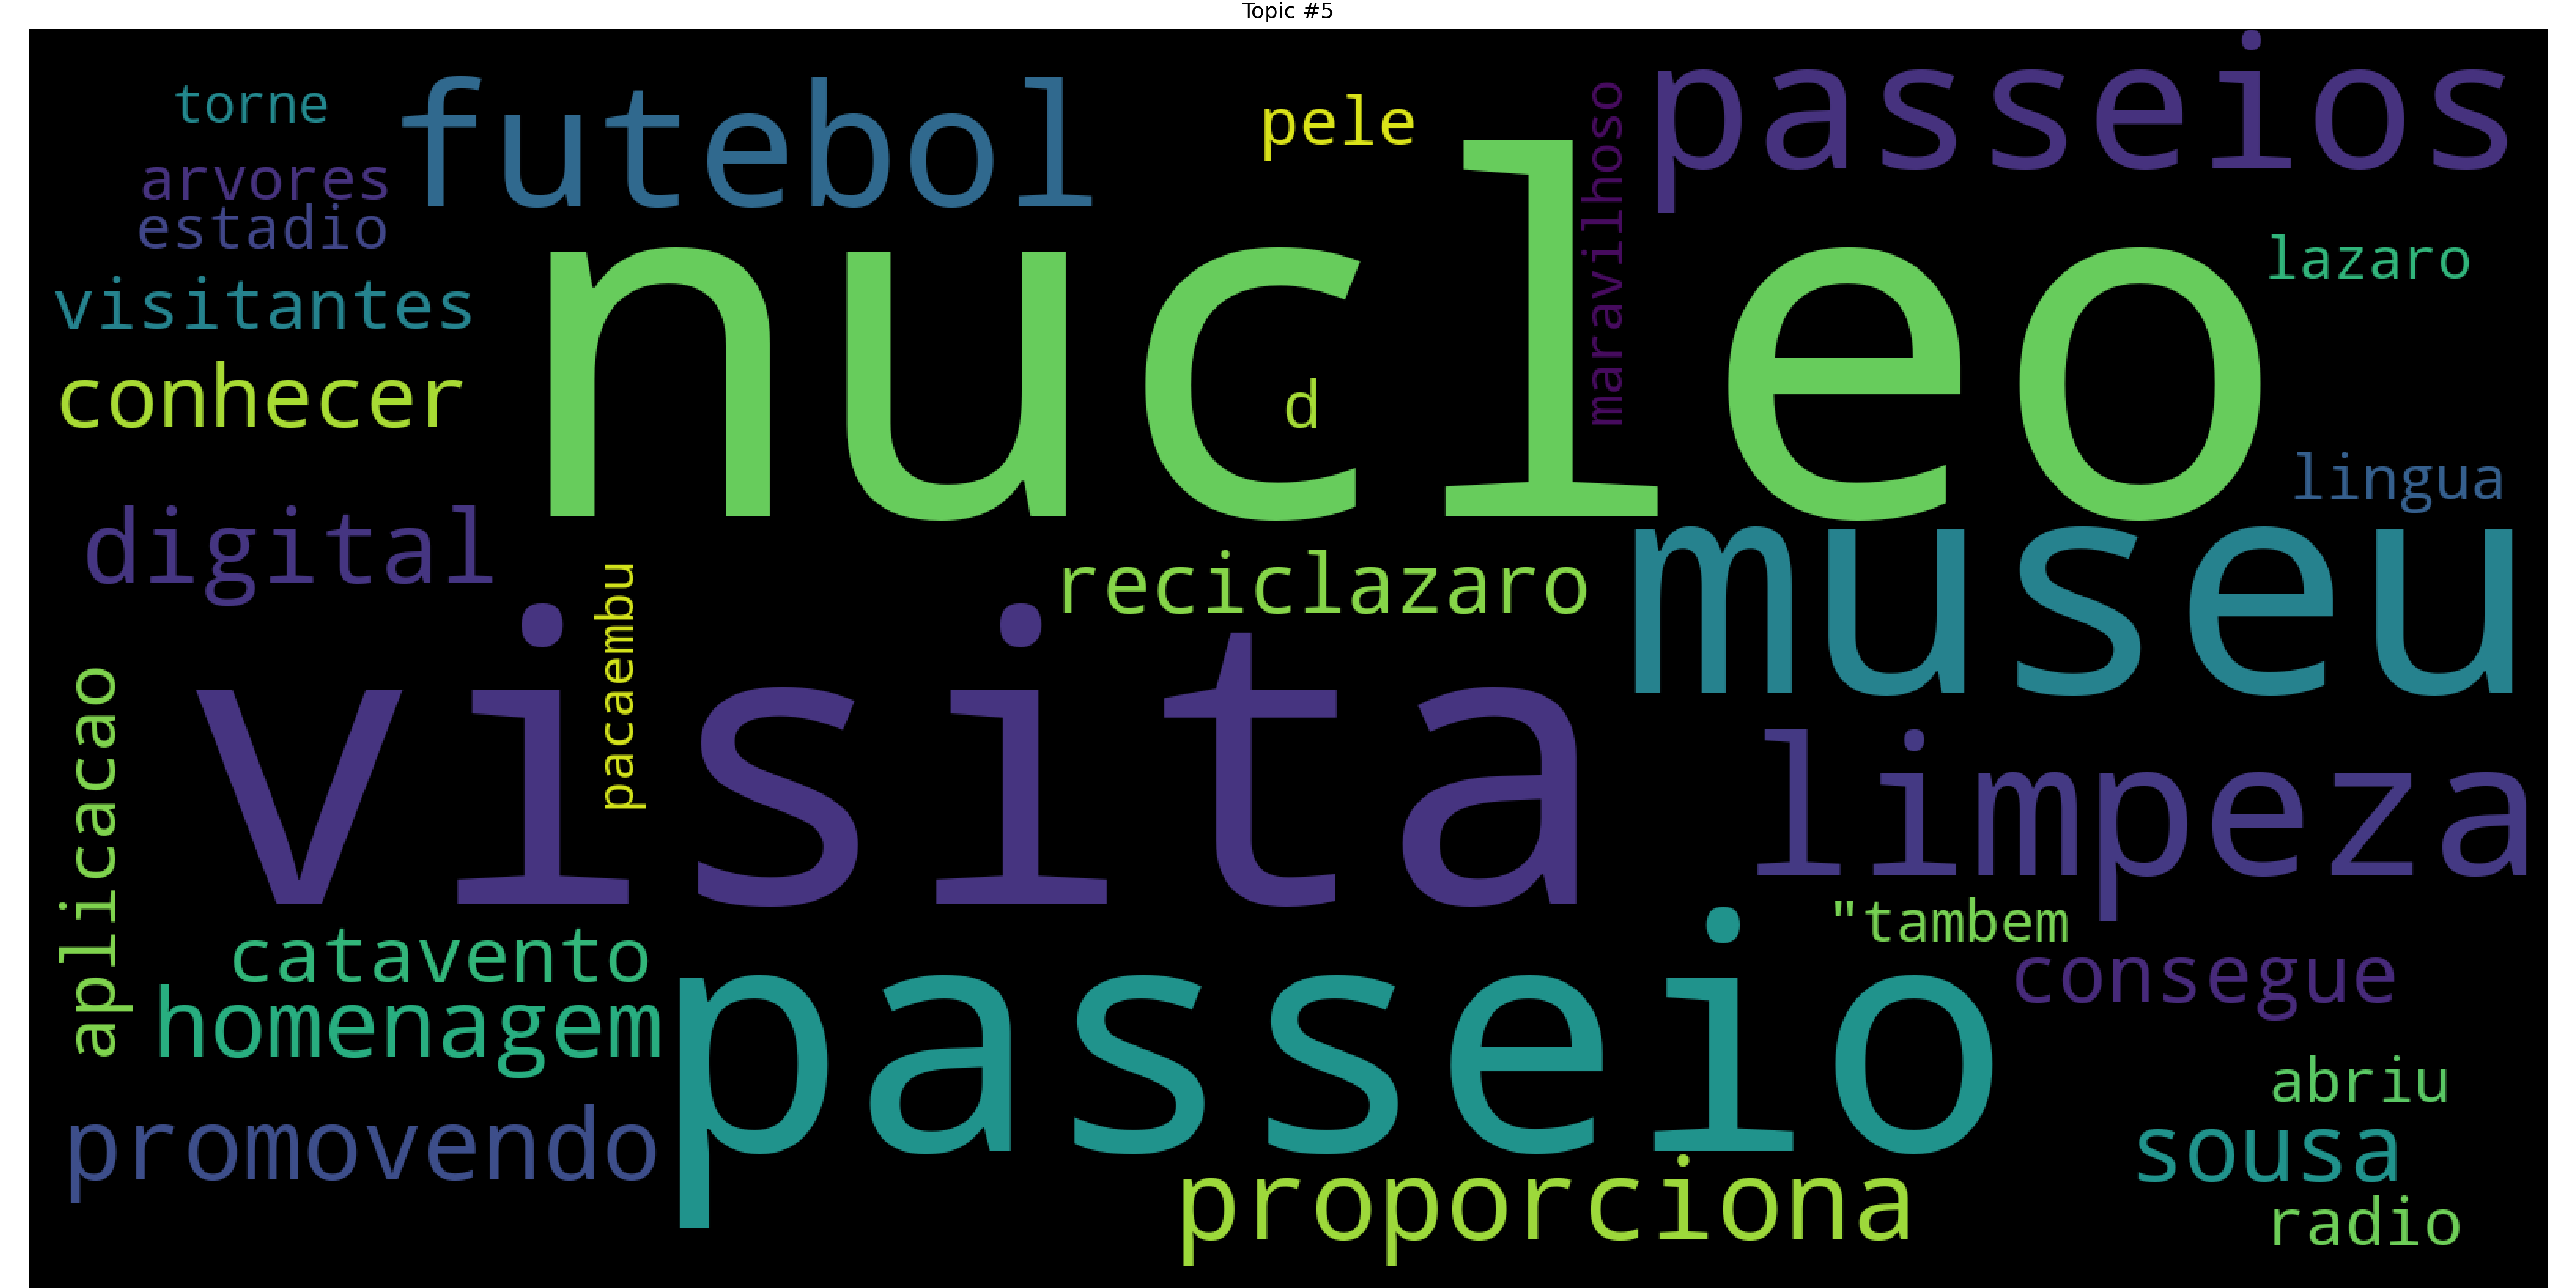 Topic #5
torne
futebol
pele
maravilhoso
passeios
arvores
estadio
nucleo
lazaro
visitantes
conhecer
d
lingua
digital
pacaembu
reciclazaro
museu
aplicacao
visita
limpeza
"tambem
catavento
passeio
consegue
homenagem
abriu
promovendo
proporciona
sousa
radio